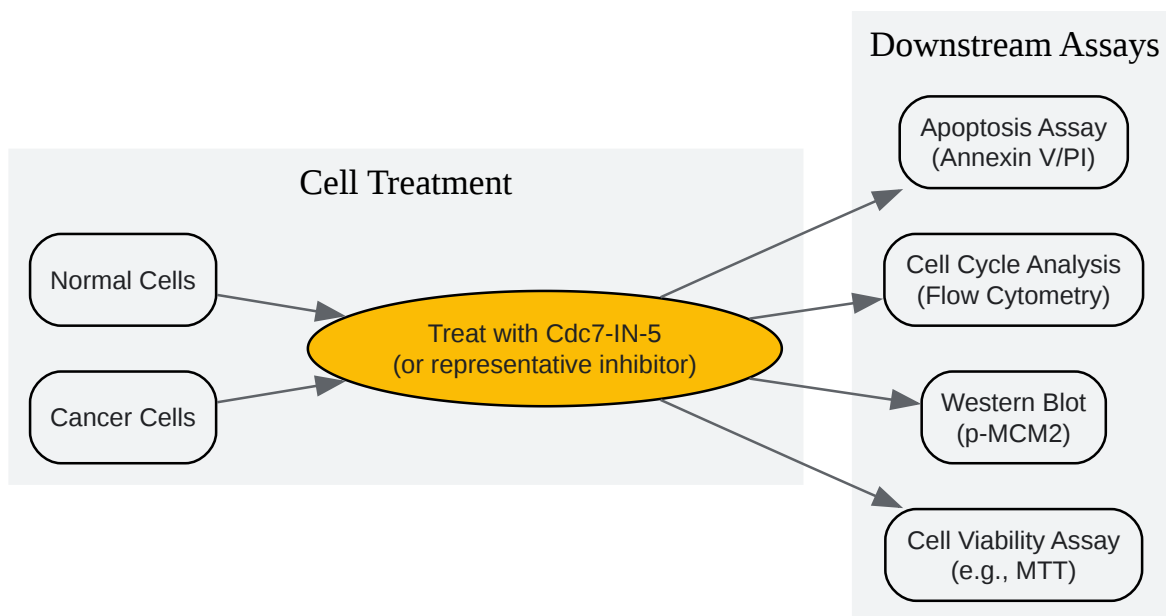 Downstream Assays
Apoptosis Assay
(Annexin V/PI)
Cell Treatment
Normal Cells
Cell Cycle Analysis
(Flow Cytometry)
Treat with Cdc7-IN-5
(or representative inhibitor)
Cancer Cells
Western Blot
(p-MCM2)
Cell Viability Assay
(e.g., MTT)